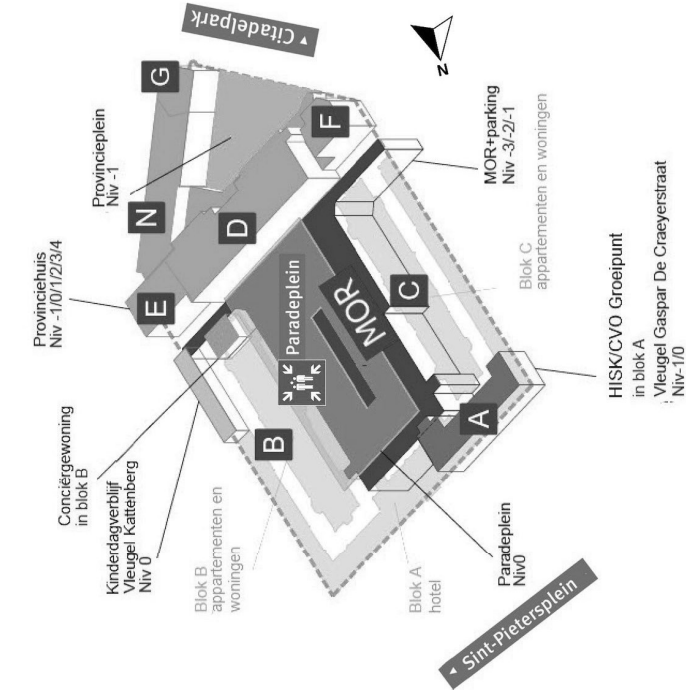 Sint-Pietersplein
Citadelpark
N
Provinciehuis
Niv -1/0/1/2/3/4
Provincieplein
Niv -1
Conciërgewoning
in blok B
Kinderdagverblijf
Vleugel Kattenberg
Niv 0
Blok B
appartementen en
woningen
Blok A
hotel
Paradeplein
Niv0
E
N
G
D
F
B
Paradeplein
MOR
C
A
MOR+parking
Niv -3/-2/-1
Blok C
appartementen en woningen
HISK/CVO Groeipunt
in blok A
Vleugel Gaspar De Craeyerstraat
Niv-1/0